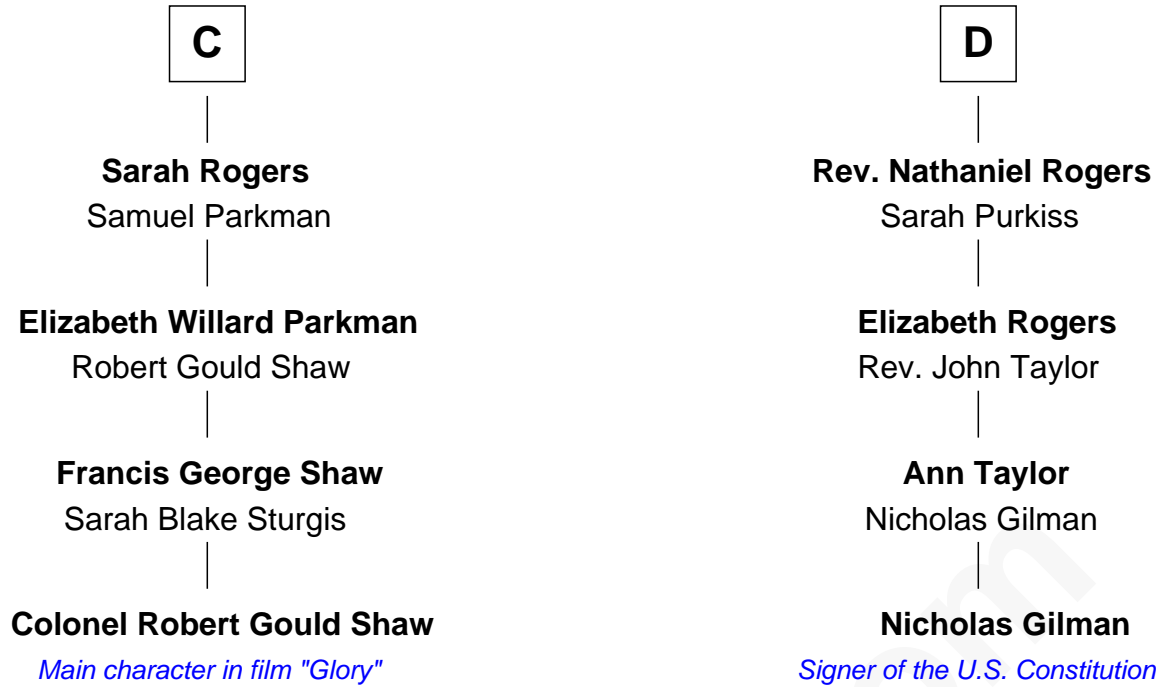 C
Sarah Rogers
Samuel Parkman
Elizabeth Willard Parkman
Robert Gould Shaw
Francis George Shaw
Sarah Blake Sturgis
Colonel Robert Gould Shaw
Main character in film "Glory"
D
Rev. Nathaniel Rogers
Sarah Purkiss
Elizabeth Rogers
Rev. John Taylor
Ann Taylor
Nicholas Gilman
Nicholas Gilman
Signer of the U.S. Constitution